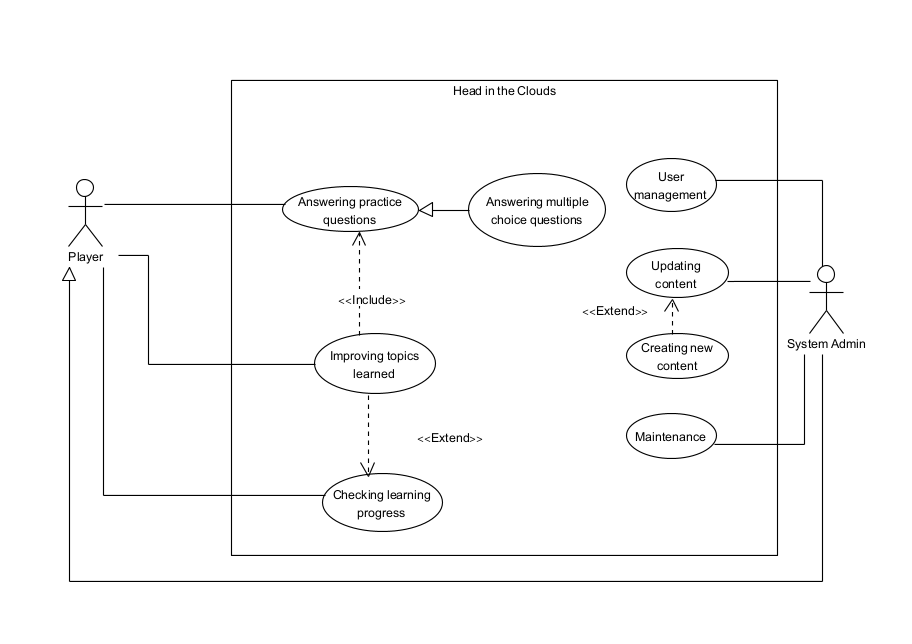 Head in the Clouds
Player
Answering practice
questions
Answering multiple
choice questions
User
management
Updating
content
<<Extend>>
Creating new
content
System Admin
<<Include>>
Improving topics
learned
Maintenance
<<Extend>>
Checking learning
progress